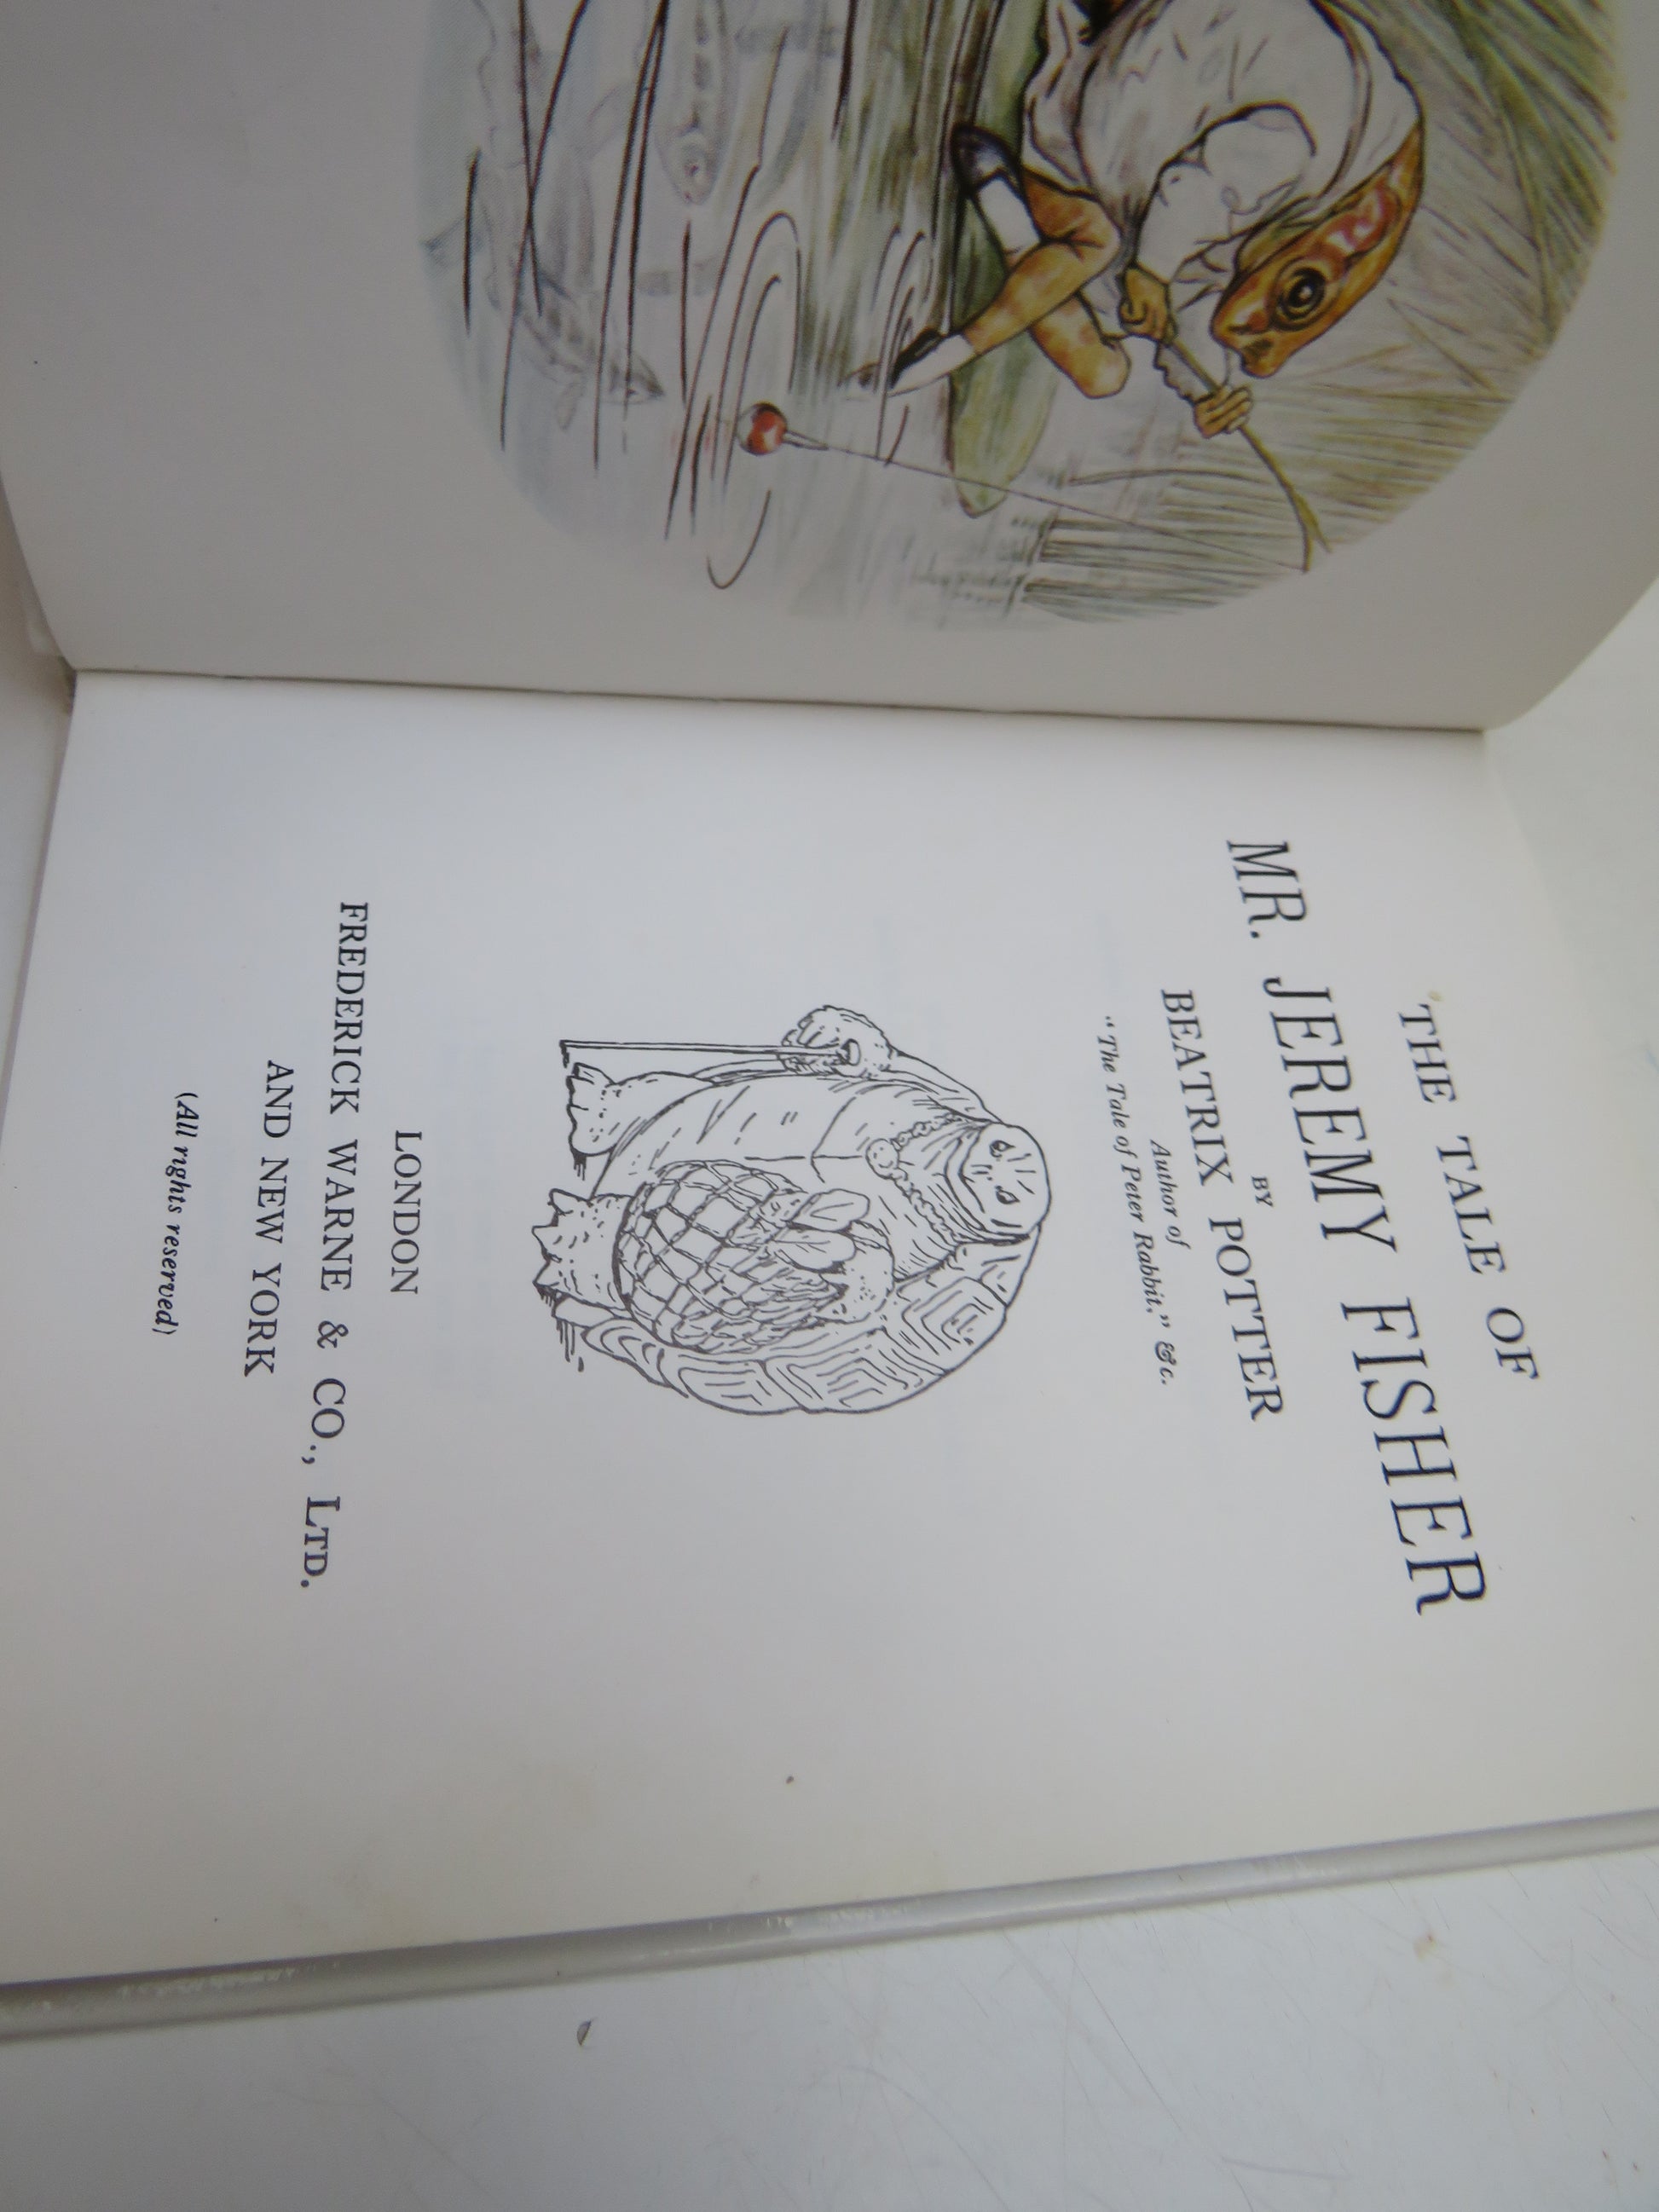 THE TALE OF
MR. JEREMY FISHER
BY
BEATRIX POTTER
Author of
“The Tale of Peter Rabbit,” &c.
LONDON
FREDERICK WARNE & CO., LTD.
AND NEW YORK
(All rights reserved)